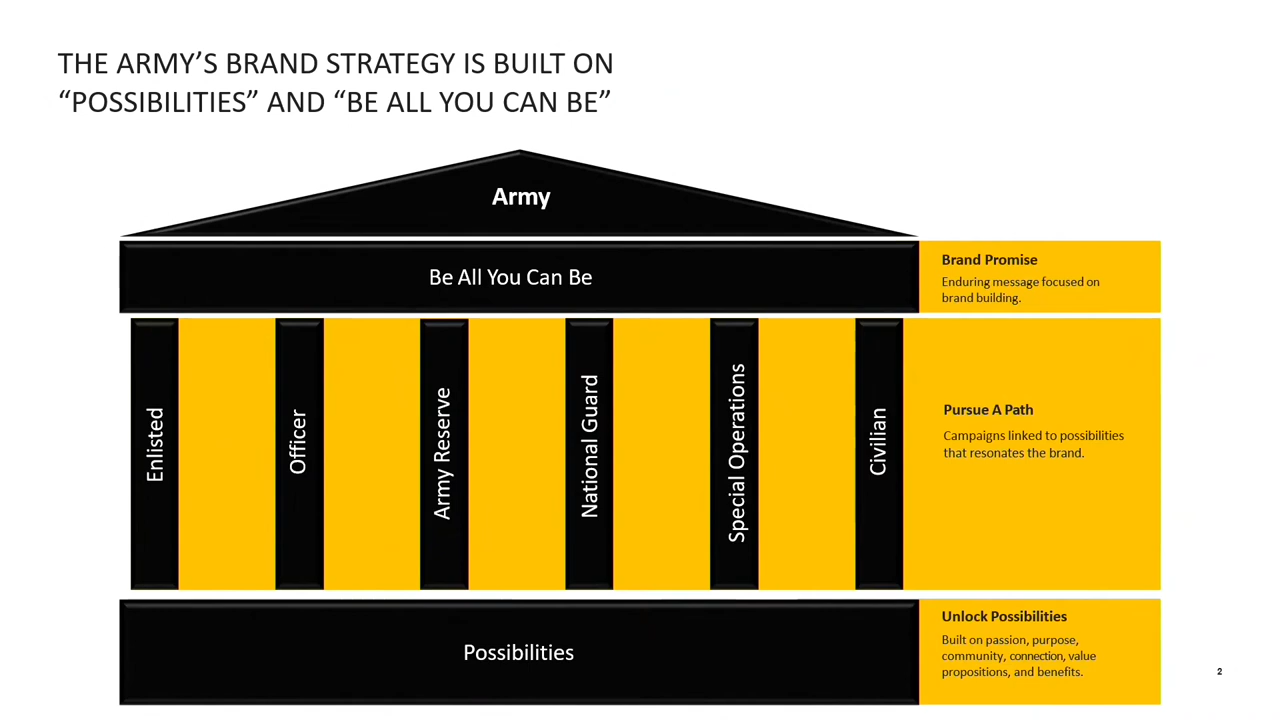 THE ARMY’S BRAND STRATEGY IS BUILT ON
“POSSIBILITIES” AND “BE ALL YOU CAN BE”
Army
Be All You Can Be
Brand Promise
Enduring message focused on
brand building.
Enlisted
Officer
Army Reserve
National Guard
Special Operations
Civilian
Pursue A Path
Campaigns linked to possibilities
that resonates the brand.
Possibilities
Unlock Possibilities
Built on passion, purpose,
community, connection, value
propositions, and benefits.
2